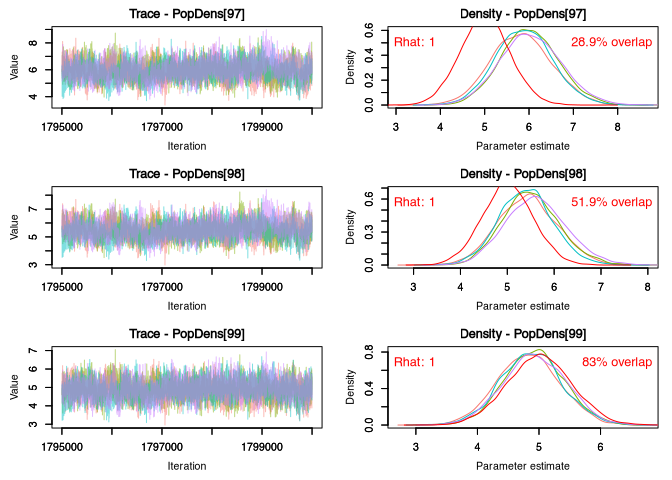 Trace - PopDens[97]
Value
4
6
8
1795000
1797000
1799000
Iteration
Density - PopDens[97]
Density
0.0
0.2
0.4
0.6
Rhat: 1
28.9% overlap
3
4
5
6
7
8
Parameter estimate
Trace - PopDens[98]
Value
3
5
7
1795000
1797000
1799000
Iteration
Density - PopDens[98]
Density
0.0
0.3
0.6
Rhat: 1
51.9% overlap
3
4
5
6
7
8
Parameter estimate
Trace - PopDens[99]
Value
3
4
5
6
7
1795000
1797000
1799000
Iteration
Density - PopDens[99]
Density
0.0
0.4
0.8
Rhat: 1
83% overlap
3
4
5
6
Parameter estimate